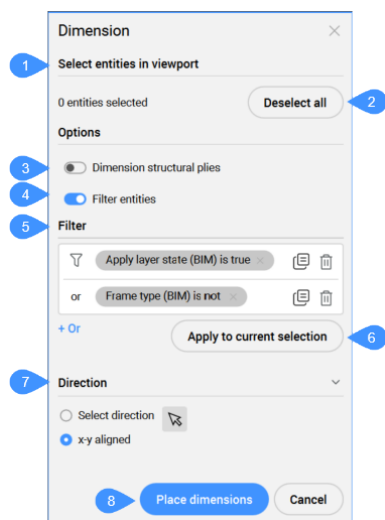 Dimension
1 Select entities in viewport
0 entities selected Deselect all 2
Options
3 Dimension structural plies
4 Filter entities
5 Filter
Apply layer state (BIM) is true
or Frame type (BIM) is not
+ Or
Apply to current selection 6
7 Direction
Select direction
x-y aligned
8 Place dimensions Cancel